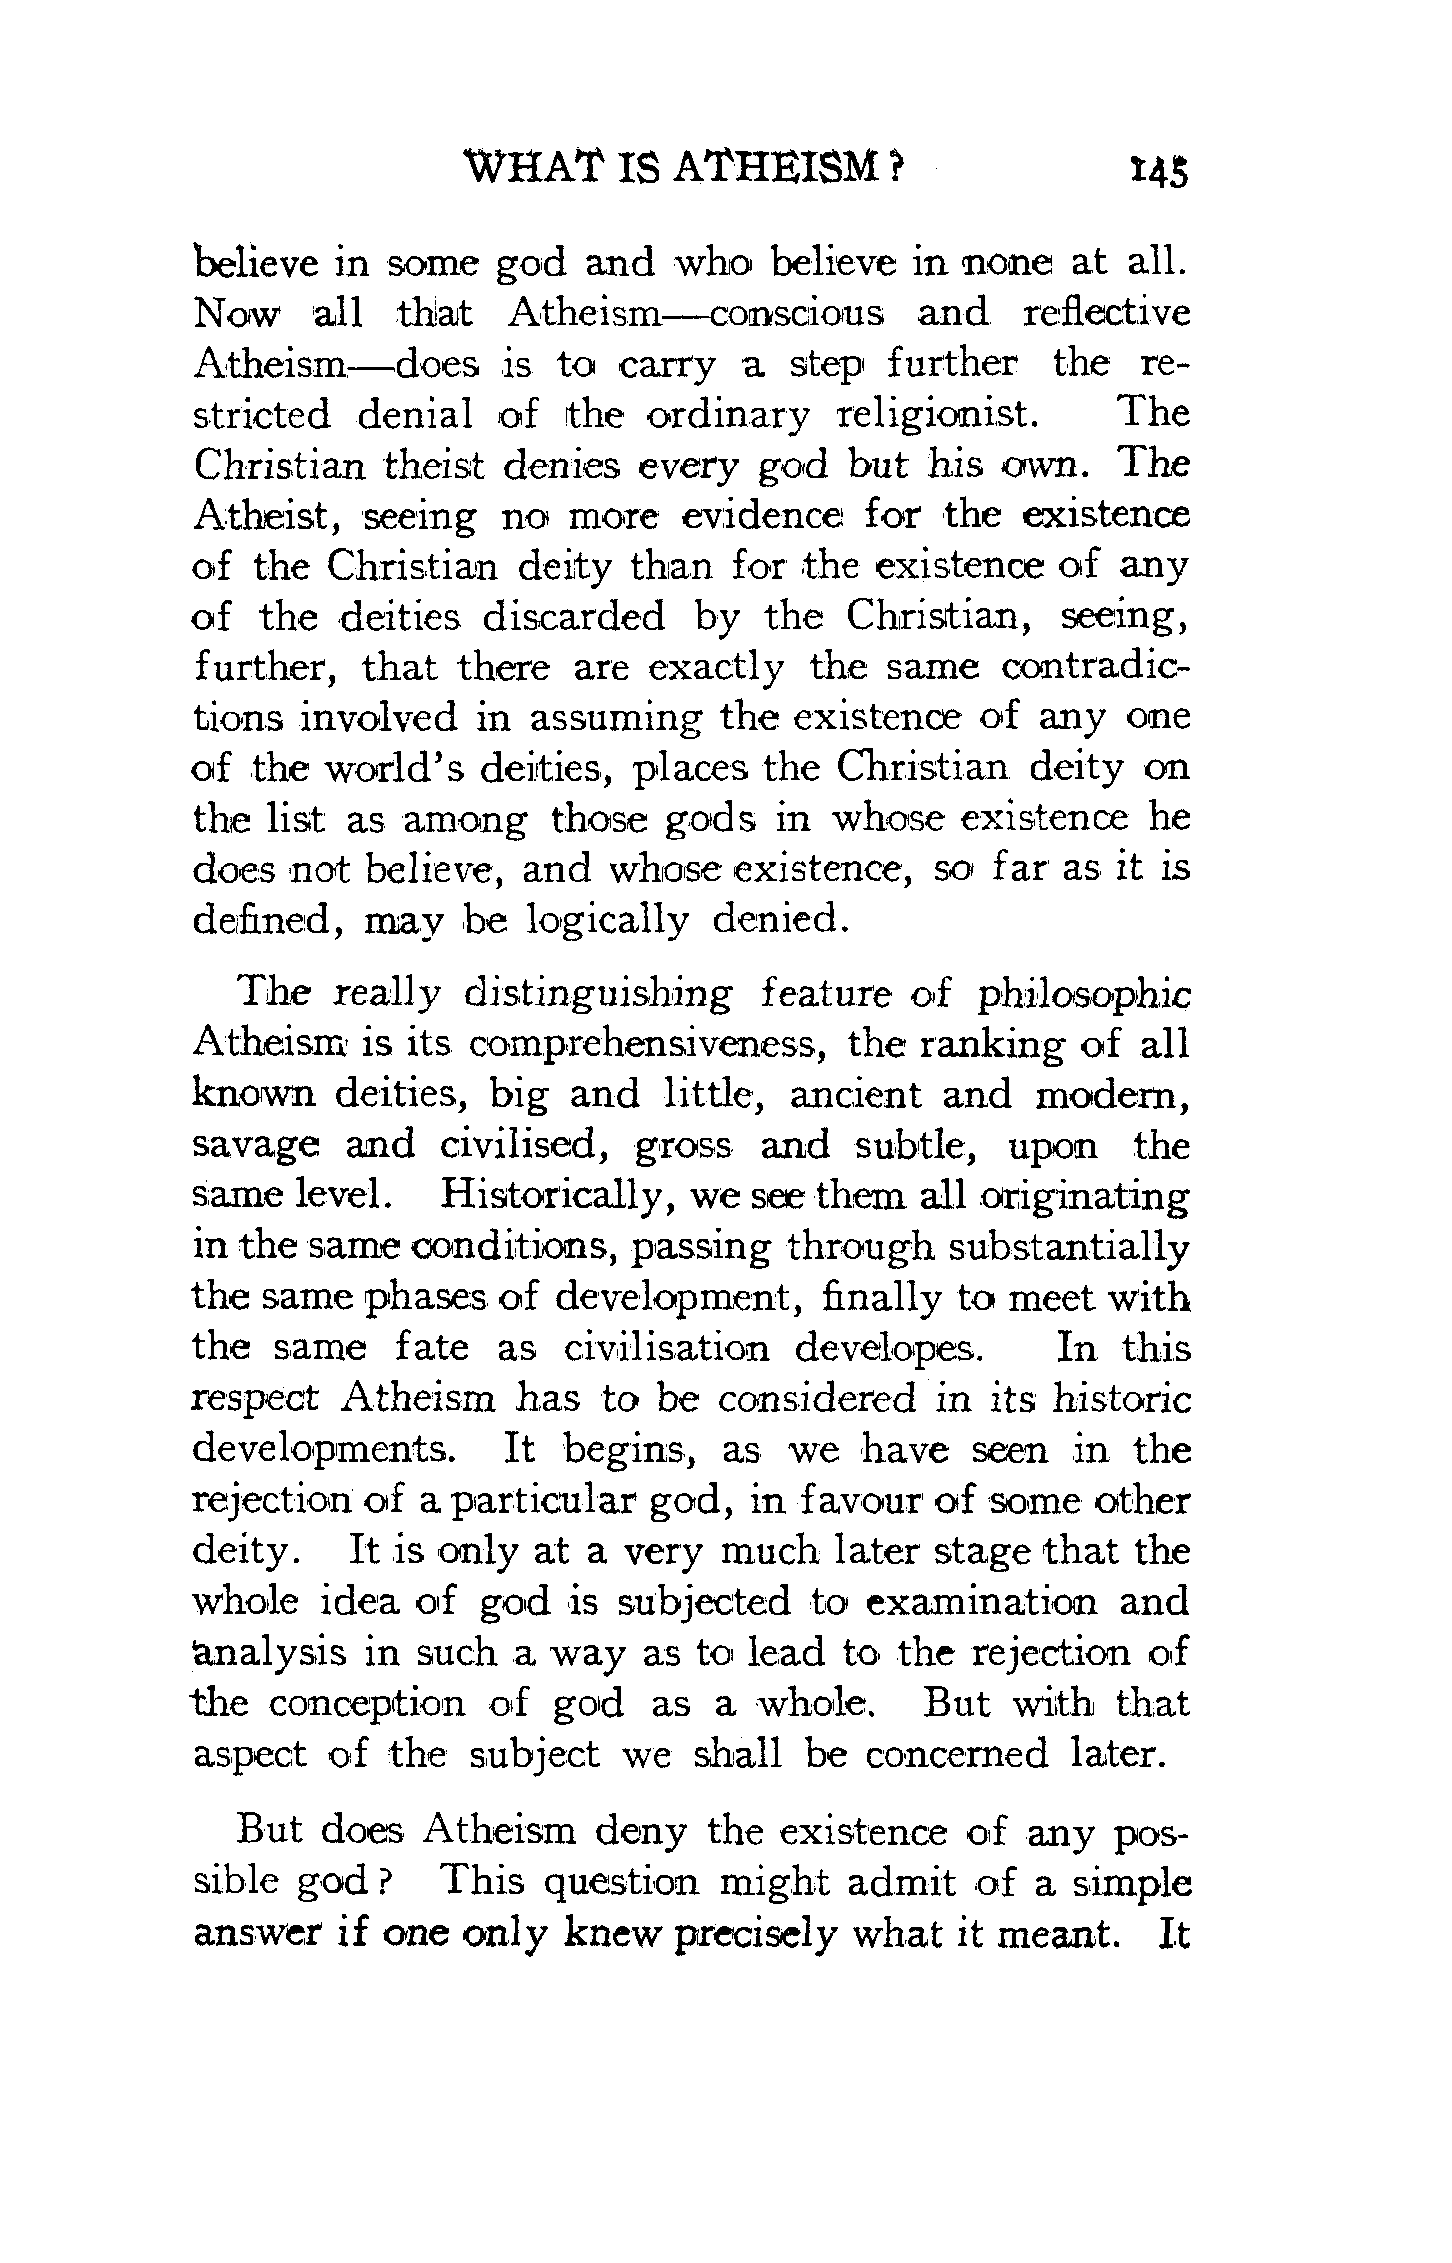 WHAT IS ATHEISM ? 145
believe in some god and who believe in none at all.
Now all that Atheism—conscious and reflective
Atheism—does is to carry a step further the re-
stricted denial of the ordinary religionist. The
Christian theist denies every god but his own. The
Atheist, seeing no more evidence for the existence
of the Christian deity than for the existence of any
of the deities discarded by the Christian, seeing,
further, that there are exactly the same contradic-
tions involved in assuming the existence of any one
of the world's deities, places the Christian deity on
the list as among those gods in whose existence he
does not believe, and whose existence, so far as it is
defined, may be logically denied.
The really distinguishing feature of philosophic
Atheism is its comprehensiveness, the ranking of all
known deities, big and little, ancient and modern,
savage and civilised, gross and subtle, upon the
same level. Historically, we see them all originating
in the same conditions, passing through substantially
the same phases of development, finally to meet with
the same fate as civilisation developes. In this
respect Atheism has to be considered in its historic
developments. It begins, as we have seen in the
rejection of a particular god, in favour of some other
deity. It is only at a very much later stage that the
whole idea of god is subjected to examination and
analysis in such a way as to lead to the rejection of
the conception of god as a whole. But with that
aspect of the subject we shall be concerned later.
But does Atheism deny the existence of any pos-
sible god ? This question might admit of a simple
answer if one only knew precisely what it meant. It